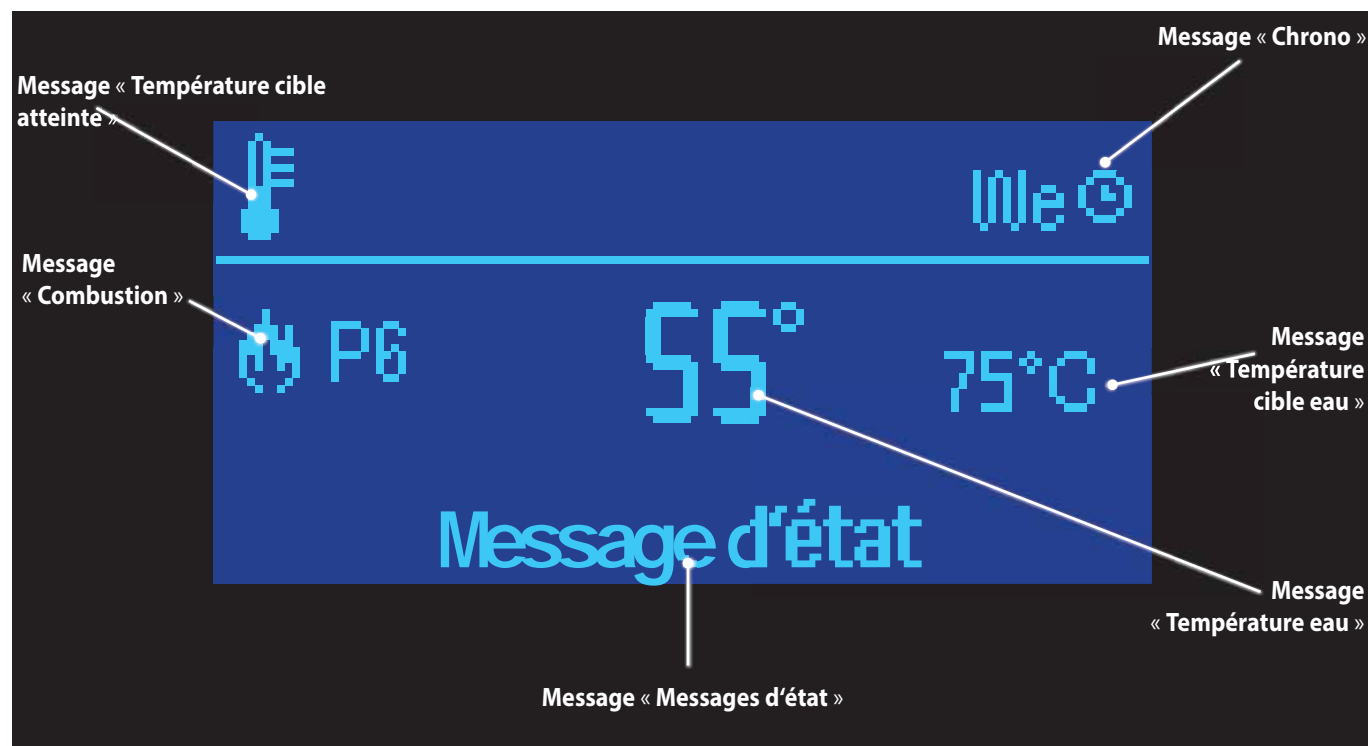 Message « Chrono »
Message « Température cible
atteinte »
We
Message
« Combustion »
P6
55°
75°C
Message
« Température
cible eau »
Message d'état
Message
« Température eau »
Message « Messages d‘état »